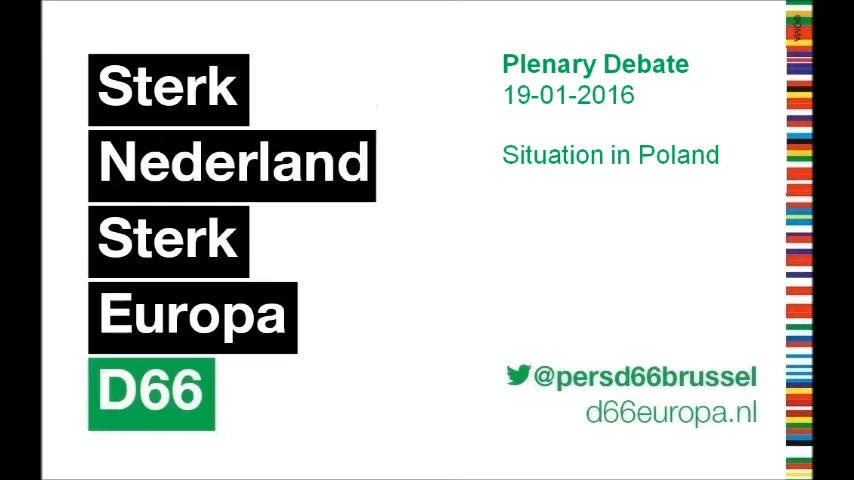 Sterk
Nederland
Sterk
Europa
D66
Plenary Debate
19-01-2016
Situation in Poland
@persd66brussel
d66europa.nl